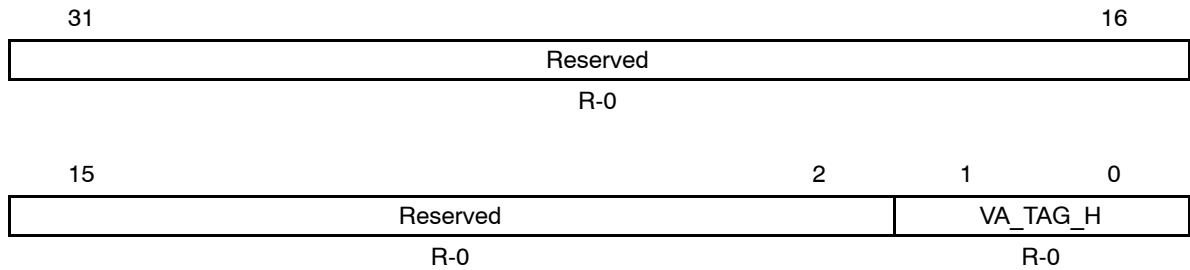 31 16
Reserved
R-0
15 2 1 0
Reserved VA_TAG_H
R-0 R-0